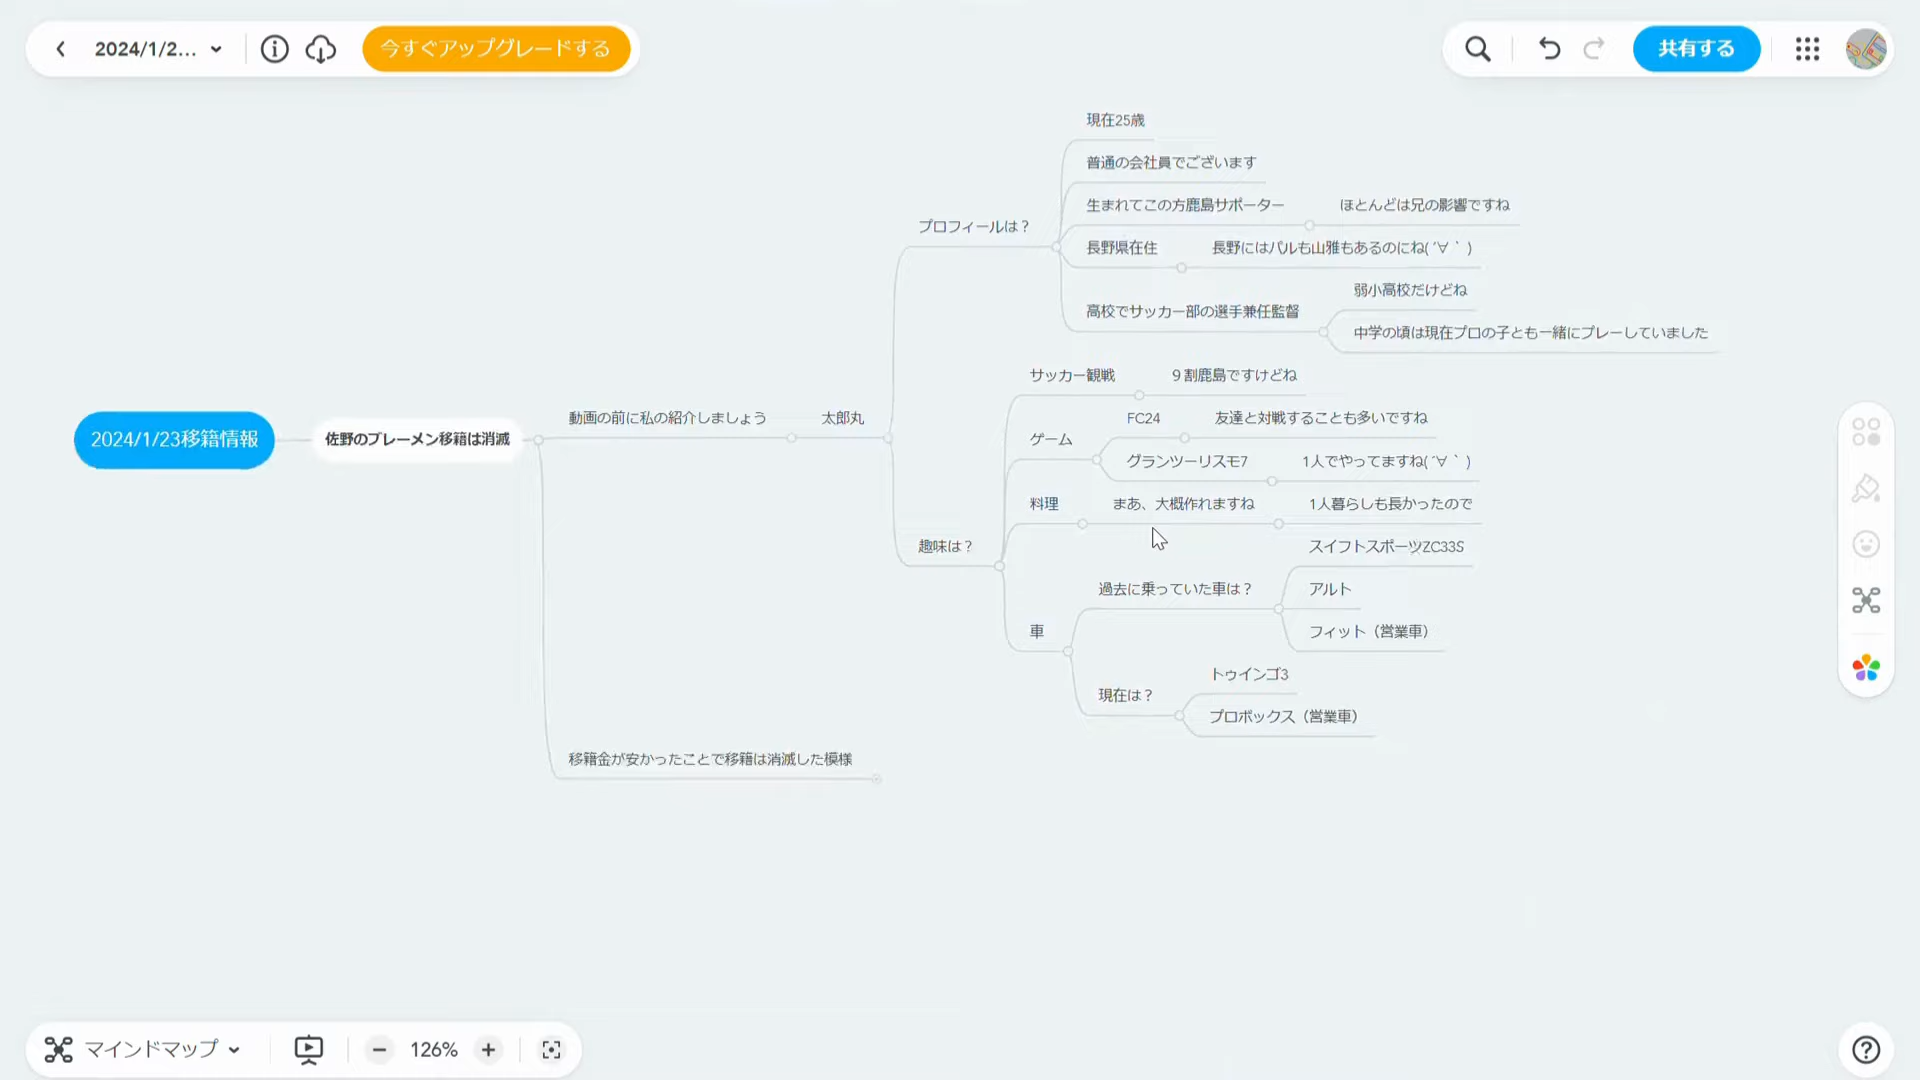 2024/1/2...
今すぐアップグレードする
共有する
2024/1/23移籍情報
佐野のブレーメン移籍は消滅
動画の前に私の紹介しましょう
太郎丸
プロフィールは？
現在25歳
普通の会社員でございます
生まれてこの方鹿島サポーター
ほとんどは兄の影響ですね
長野県在住
長野にはパルも山雅もあるのにね(´∀｀)
高校でサッカー部の選手兼任監督
弱小高校だけどね
中学の頃は現在プロの子とも一緒にプレーしていました
趣味は？
サッカー観戦
９割鹿島ですけどね
ゲーム
FC24
友達と対戦することも多いですね
グランツーリスモ7
1人でやってますね(´∀｀)
料理
まあ、大概作れますね
1人暮らしも長かったので
車
過去に乗っていた車は？
スイフトスポーツZC33S
アルト
フィット（営業車）
現在は？
トゥインゴ3
プロボックス（営業車）
移籍金が安かったことで移籍は消滅した模様
マインドマップ
126%